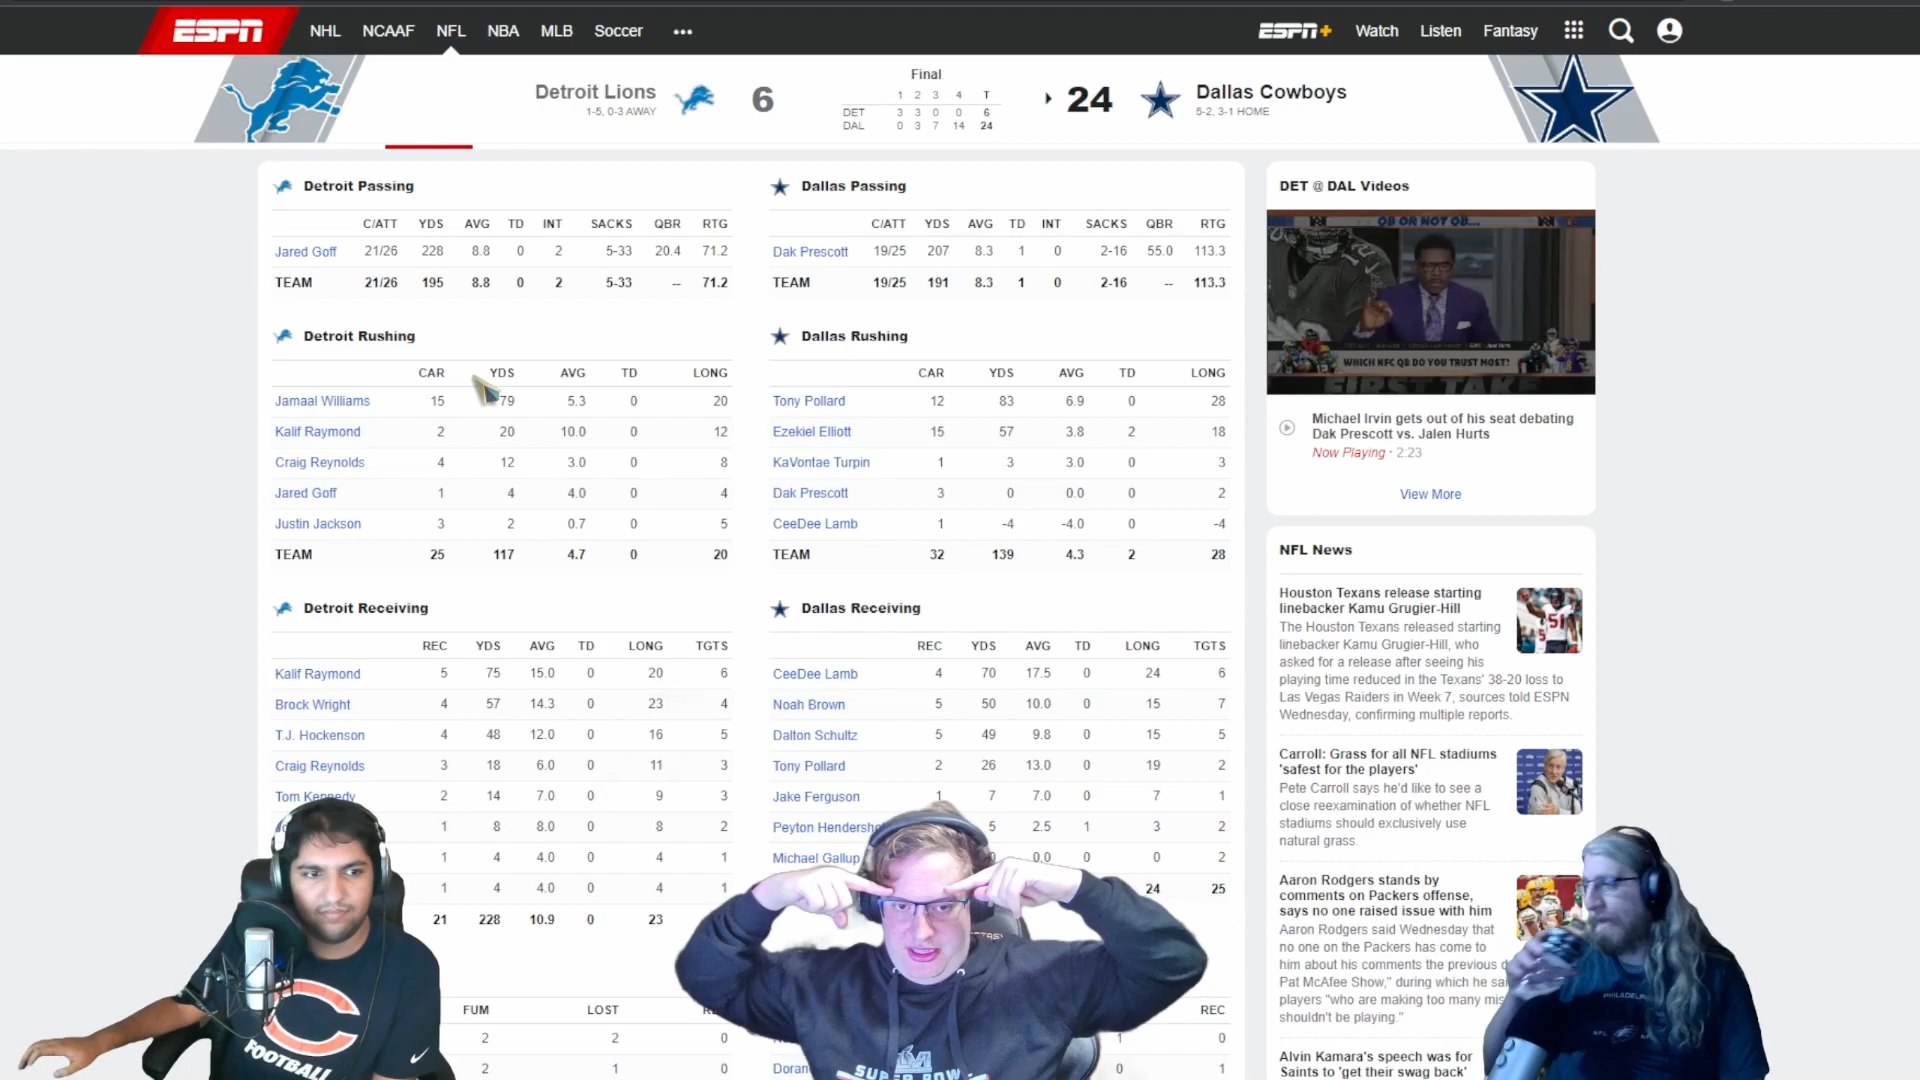 ESPN NHL NCAAF NFL NBA MLB Soccer ••• ESPN+ Watch Listen Fantasy
Final
Detroit Lions 6 24 Dallas Cowboys
1-5, 0-3 AWAY 5-2, 3-1 HOME
1 2 3 4 T
DET 3 3 0 0 6
DAL 0 3 7 14 24
Detroit Passing
C/ATT YDS AVG TD INT SACKS QBR RTG
Jared Goff 21/26 228 8.8 0 2 5-33 20.4 71.2
TEAM 21/26 195 8.8 0 2 5-33 -- 71.2
Dallas Passing
C/ATT YDS AVG TD INT SACKS QBR RTG
Dak Prescott 19/25 207 8.3 1 0 2-16 55.0 113.3
TEAM 19/25 191 8.3 1 0 2-16 -- 113.3
Detroit Rushing
CAR YDS AVG TD LONG
Jamaal Williams 15 79 5.3 0 20
Kalif Raymond 2 20 10.0 0 12
Craig Reynolds 4 12 3.0 0 8
Jared Goff 1 4 4.0 0 4
Justin Jackson 3 2 0.7 0 5
TEAM 25 117 4.7 0 20
Dallas Rushing
CAR YDS AVG TD LONG
Tony Pollard 12 83 6.9 0 28
Ezekiel Elliott 15 57 3.8 2 18
KaVontae Turpin 1 3 3.0 0 3
Dak Prescott 3 0 0.0 0 2
CeeDee Lamb 1 -4 -4.0 0 -4
TEAM 32 139 4.3 2 28
Detroit Receiving
REC YDS AVG TD LONG TGTS
Kalif Raymond 5 75 15.0 0 20 6
Brock Wright 4 57 14.3 0 23 4
T.J. Hockenson 4 48 12.0 0 16 5
Craig Reynolds 3 18 6.0 0 11 3
Tom Kennedy 2 14 7.0 0 9 3
1 8 8.0 0 8 2
1 4 4.0 0 4 1
1 4 4.0 0 4 1
21 228 10.9 0 23
Dallas Receiving
REC YDS AVG TD LONG TGTS
CeeDee Lamb 4 70 17.5 0 24 6
Noah Brown 5 50 10.0 0 15 7
Dalton Schultz 5 49 9.8 0 15 5
Tony Pollard 2 26 13.0 0 19 2
Jake Ferguson 1 7 7.0 0 7 1
Peyton Hendersho 5 2.5 1 3 2
Michael Gallup 0 0.0 0 0 2
24 25
FUM LOST
2 2 0
2 1 0
REC
1 0
Doran 0 1
DET @ DAL Videos
QB OR NOT QB...
WHICH NFC QB DO YOU TRUST MOST?
FIRST TAKE
Michael Irvin gets out of his seat debating
Dak Prescott vs. Jalen Hurts
Now Playing · 2:23
View More
NFL News
Houston Texans release starting
linebacker Kamu Grugier-Hill
The Houston Texans released starting
linebacker Kamu Grugier-Hill, who
asked for a release after seeing his
playing time reduced in the Texans' 38-20 loss to
Las Vegas Raiders in Week 7, sources told ESPN
Wednesday, confirming multiple reports.
51
Carroll: Grass for all NFL stadiums
'safest for the players'
Pete Carroll says he'd like to see a
close reexamination of whether NFL
stadiums should exclusively use
natural grass.
Aaron Rodgers stands by
comments on Packers offense,
says no one raised issue with him
Aaron Rodgers said Wednesday that
no one on the Packers has come to
him about his comments the previous d
Pat McAfee Show," during which he sai
players "who are making too many mis
shouldn't be playing."
Alvin Kamara's speech was for
Saints to 'get their swag back'
C
FOOTBALL
LVI
SUPER BOWL
PHILADELP